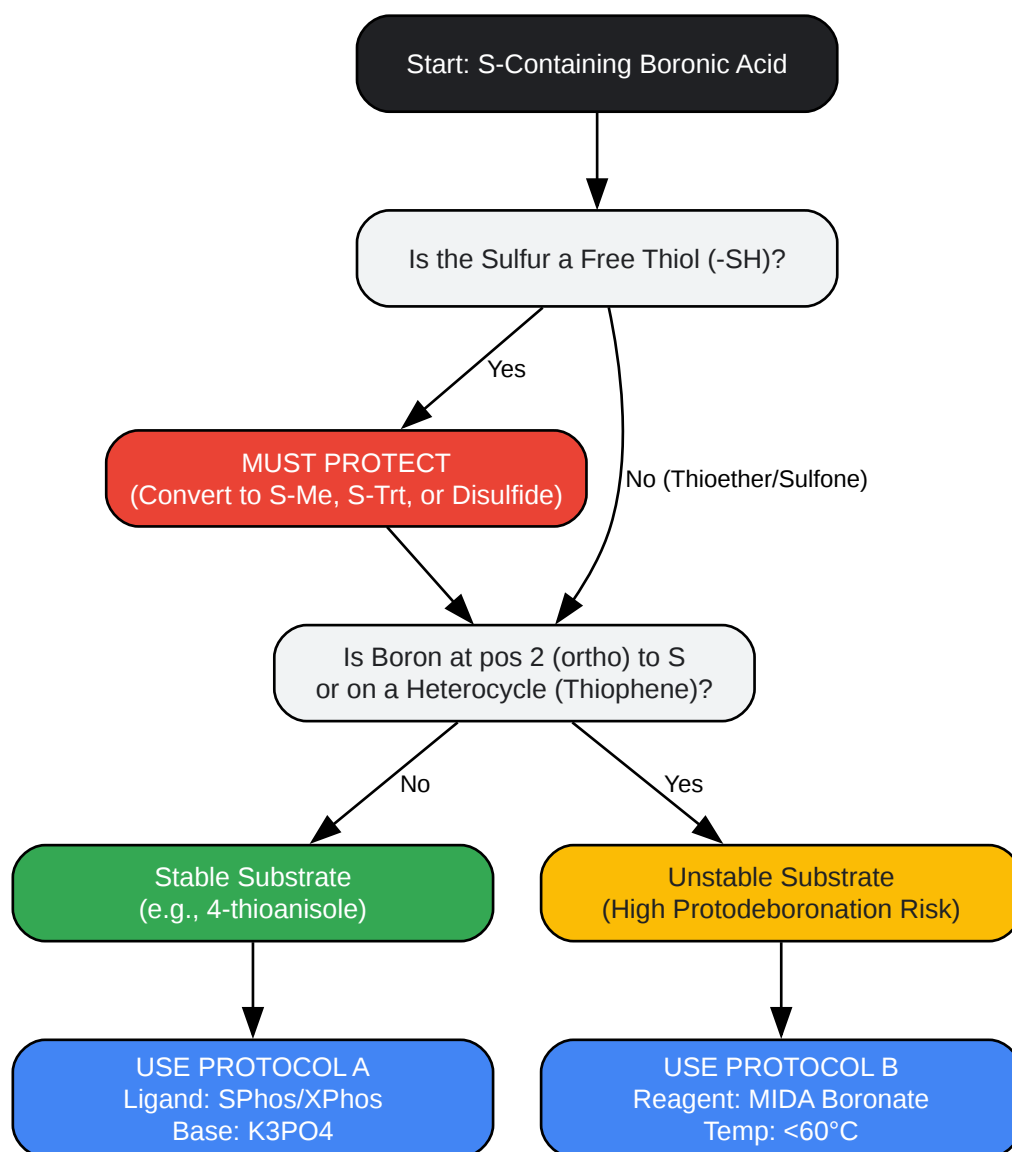 Start: S-Containing Boronic Acid
Is the Sulfur a Free Thiol (-SH)?
Yes
MUST PROTECT
(Convert to S-Me, S-Trt, or Disulfide)
No (Thioether/Sulfone)
Is Boron at pos 2 (ortho) to S
or on a Heterocycle (Thiophene)?
No
Yes
Stable Substrate
(e.g., 4-thioanisole)
Unstable Substrate
(High Protodeboronation Risk)
USE PROTOCOL A
Ligand: SPhos/XPhos
Base: K3PO4
USE PROTOCOL B
Reagent: MIDA Boronate
Temp: <60°C